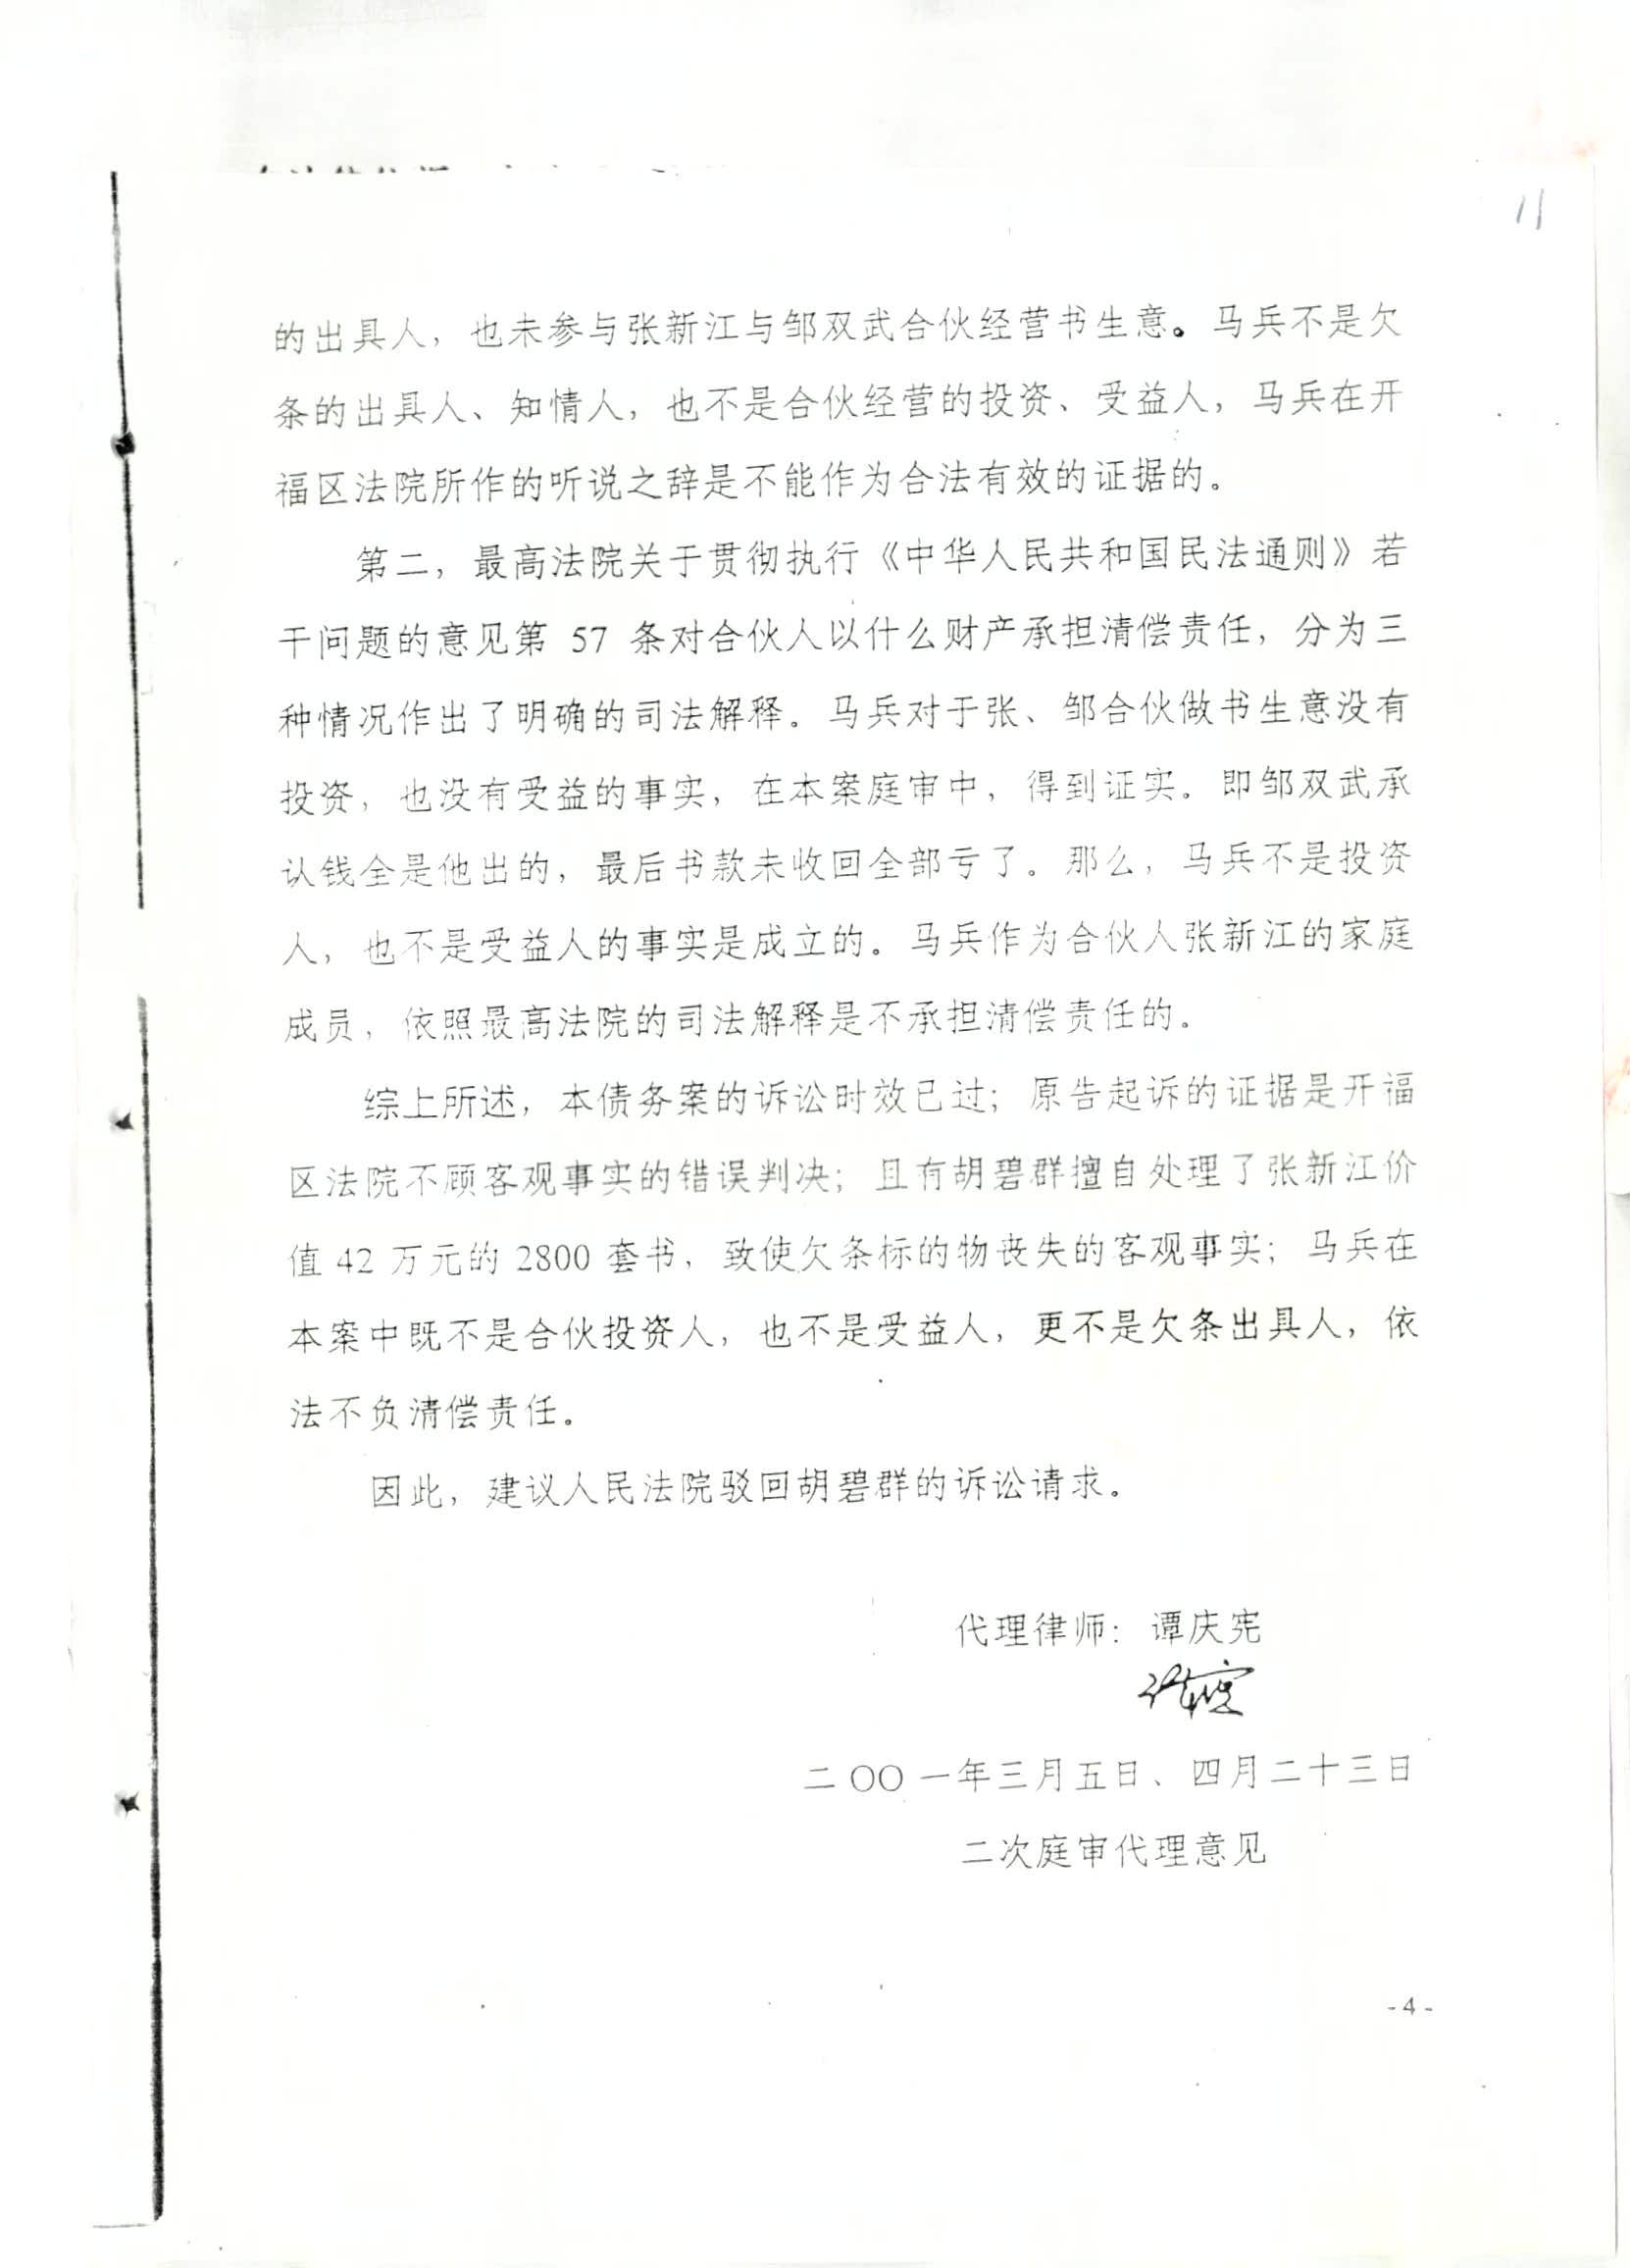 11
的出具人，也未参与张新江与邹双武合伙经营书生意。马兵不是欠
条的出具人、知情人，也不是合伙经营的投资、受益人，马兵在开
福区法院所作的听说之辞是不能作为合法有效的证据的。
第二，最高法院关于贯彻执行《中华人民共和国民法通则》若
干问题的意见第 57 条对合伙人以什么财产承担清偿责任，分为三
种情况作出了明确的司法解释。马兵对于张、邹合伙做书生意没有
投资，也没有受益的事实，在本案庭审中，得到证实。即邹双武承
认钱全是他出的，最后书款未收回全部亏了。那么，马兵不是投资
人，也不是受益人的事实是成立的。马兵作为合伙人张新江的家庭
成员，依照最高法院的司法解释是不承担清偿责任的。
综上所述，本债务案的诉讼时效已过；原告起诉的证据是开福
区法院不顾客观事实的错误判决；且有胡碧群擅自处理了张新江价
值 42 万元的 2800 套书，致使欠条标的物丧失的客观事实；马兵在
本案中既不是合伙投资人，也不是受益人，更不是欠条出具人，依
法不负清偿责任。
因此，建议人民法院驳回胡碧群的诉讼请求。
代理律师：谭庆宪
二〇〇一年三月五日、四月二十三日
二次庭审代理意见
- 4 -